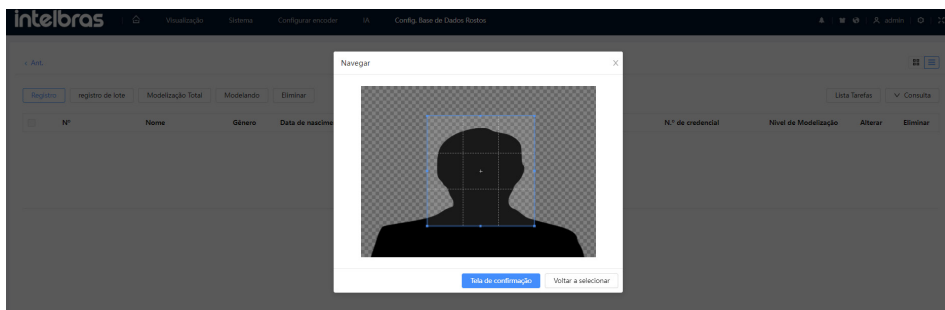 intelbras Visualização Sistema Configurar encoder IA Config. Base de Dados Rostos admin
Navegar X
< Ant.
Registro registro de lote Modelização Total Modelando Eliminar Lista Tarefas Consulta
Nº Nome Gênero Data de nascime N.º de credencial Nível de Modelização Alterar Eliminar
Tela de confirmação Voltar a selecionar